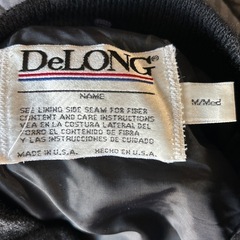 DeLONG®
NAME
SEE LINING SIDE SEAM FOR FIBER
CONTENT AND CARE INSTRUCTIONS
VEA EN LA COSTURA LATERAL DEL
FORRO EL CONTENIDO DE FIBRA
Y LAS INSTRUCCIONES DE CUIDADO
MADE IN U.S.A. HECHO EN U.S.A.
M/Med